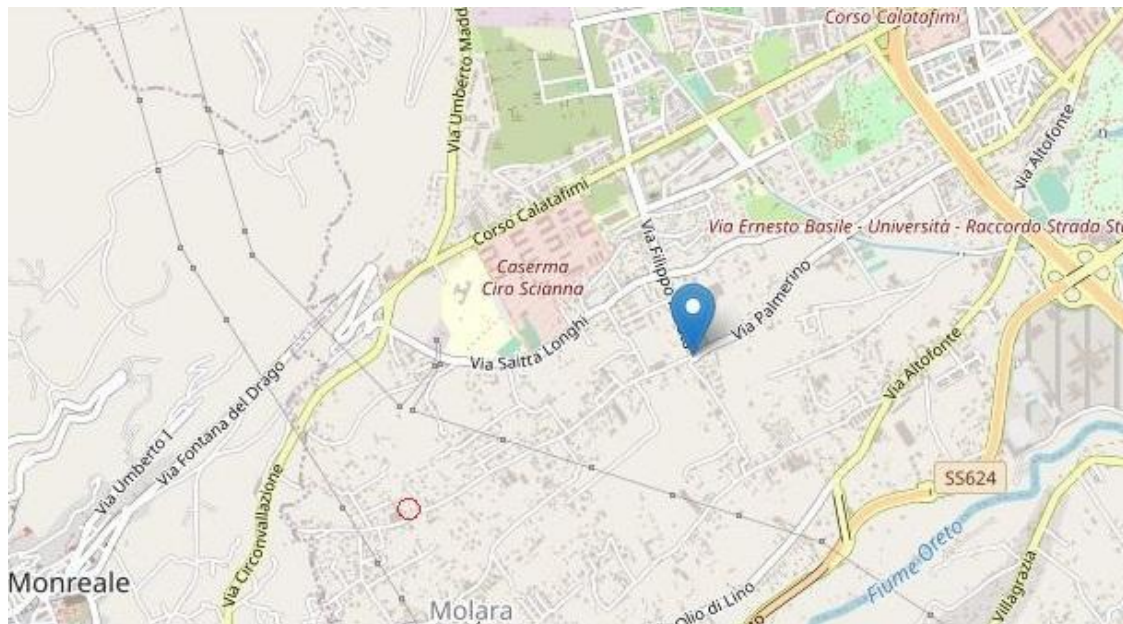 Corso Calatafimi
Via Umberto Madd
Via Altofonte
Corso Calatafimi
Via Ernesto Basile - Università - Raccordo Strada St
Via Filippo
Caserma
Ciro Scianna
Via Palmerino
Via Saitta Longhi
Via Altofonte
Via Fontana del Drago
Via Umberto I
SS624
Via Circonvallazione
Fiume Oreto
Villagrazia
Monreale
Molara
Olio di Lino